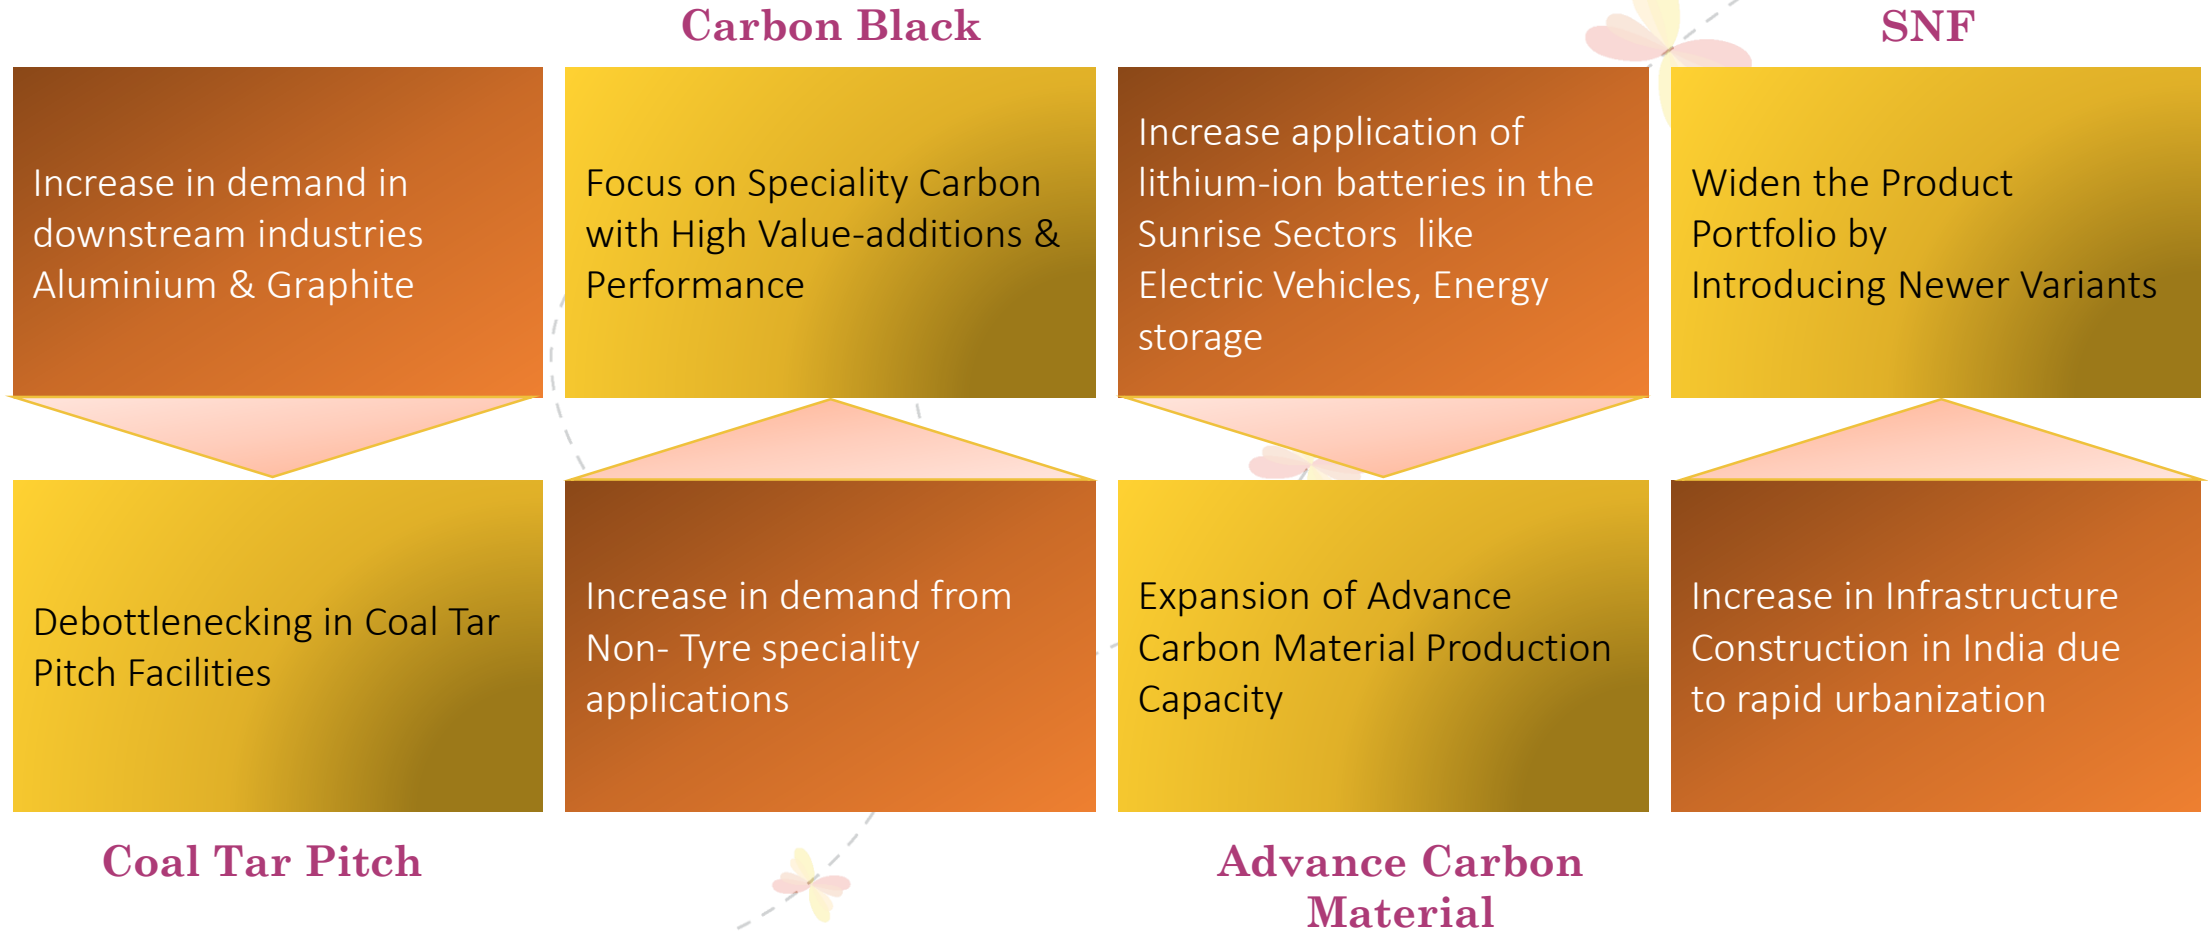 Carbon Black
SNF
Increase in demand in
downstream industries
Aluminium & Graphite
Focus on Speciality Carbon
with High Value-additions &
Performance
Increase application of
lithium-ion batteries in the
Sunrise Sectors  like
Electric Vehicles, Energy
storage
Widen the Product
Portfolio by
Introducing Newer Variants
Debottlenecking in Coal Tar
Pitch Facilities
Increase in demand from
Non- Tyre speciality
applications
Expansion of Advance
Carbon Material Production
Capacity
Increase in Infrastructure
Construction in India due
to rapid urbanization
Coal Tar Pitch
Advance Carbon
Material